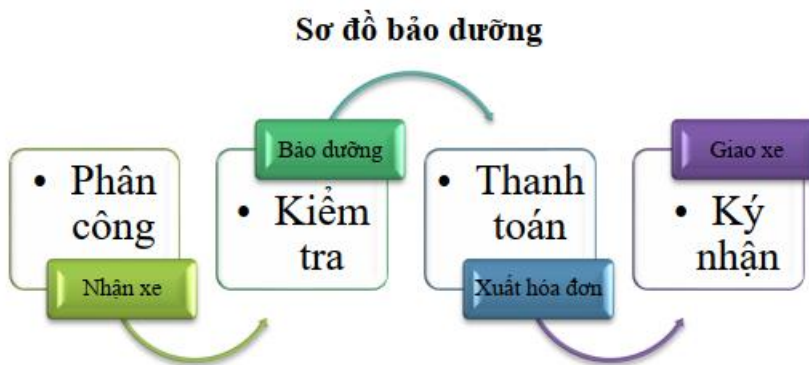 Sơ đồ bảo dưỡng
• Phân
công
Nhận xe
Bảo dưỡng
• Kiểm
tra
• Thanh
toán
Xuất hóa đơn
Giao xe
• Ký
nhận